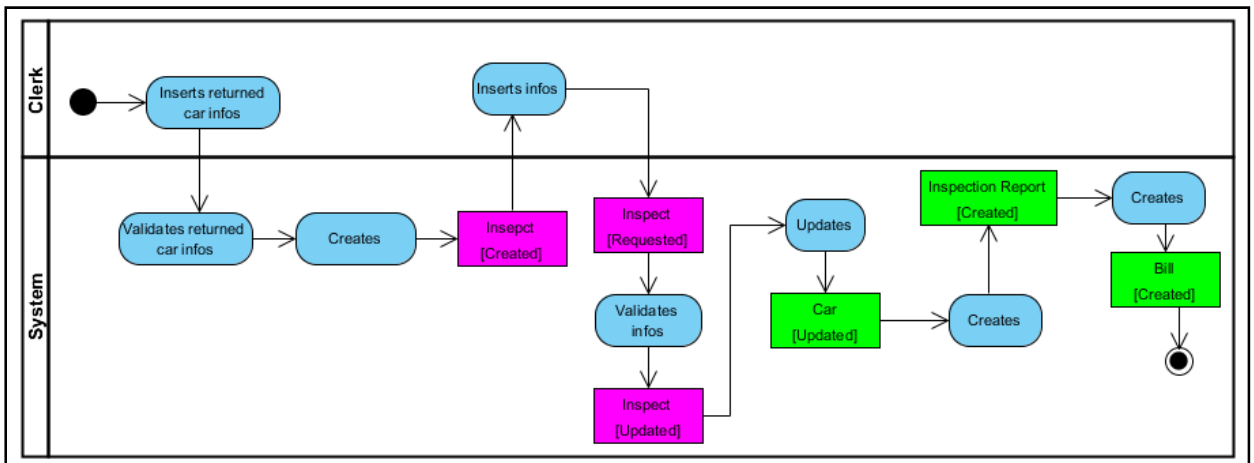 Clerk
Inserts returned
car infos
Inserts infos
System
Validates returned
car infos
Creates
Insepct
[Created]
Inspect
[Requested]
Validates
infos
Inspect
[Updated]
Updates
Car
[Updated]
Creates
Inspection Report
[Created]
Creates
Bill
[Created]